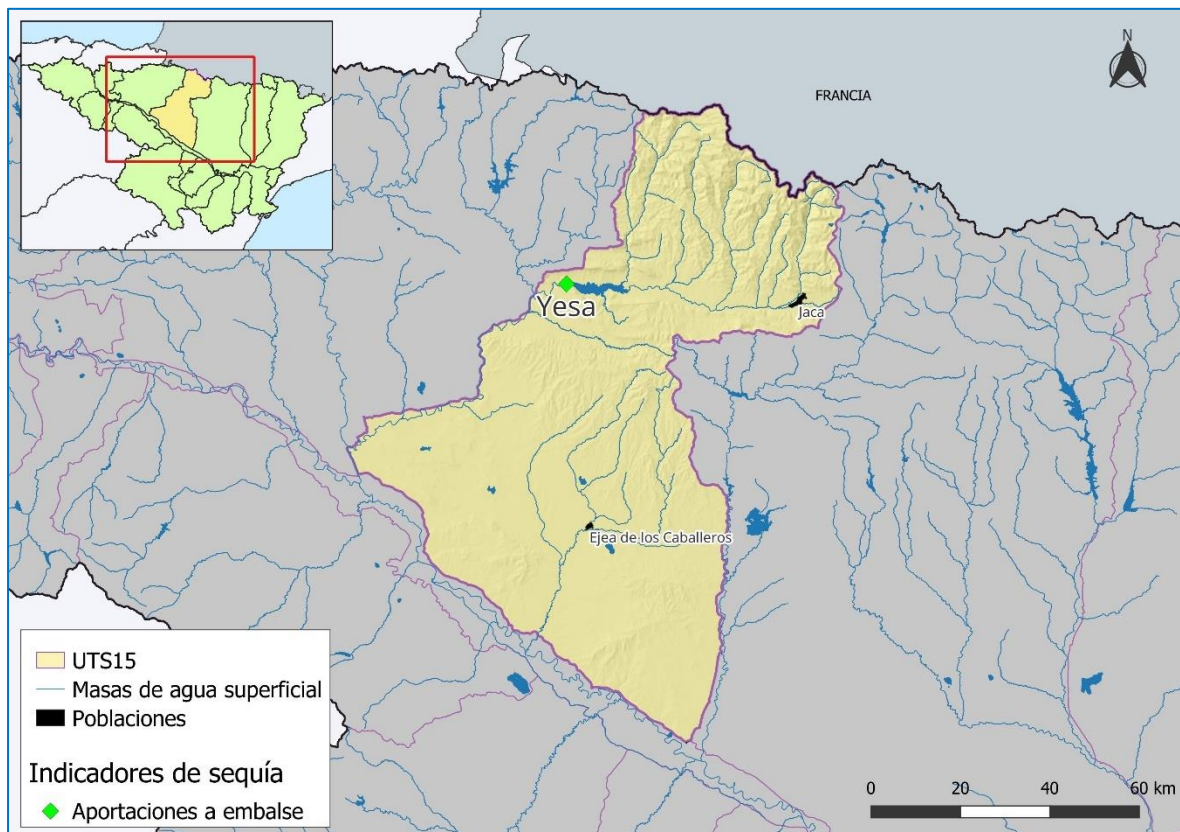 N
FRANCIA
Yesa
Jaca
Ejea de los Caballeros
UTS15
Masas de agua superficial
Poblaciones
Indicadores de sequía
Aportaciones a embalse
0 20 40 60 km